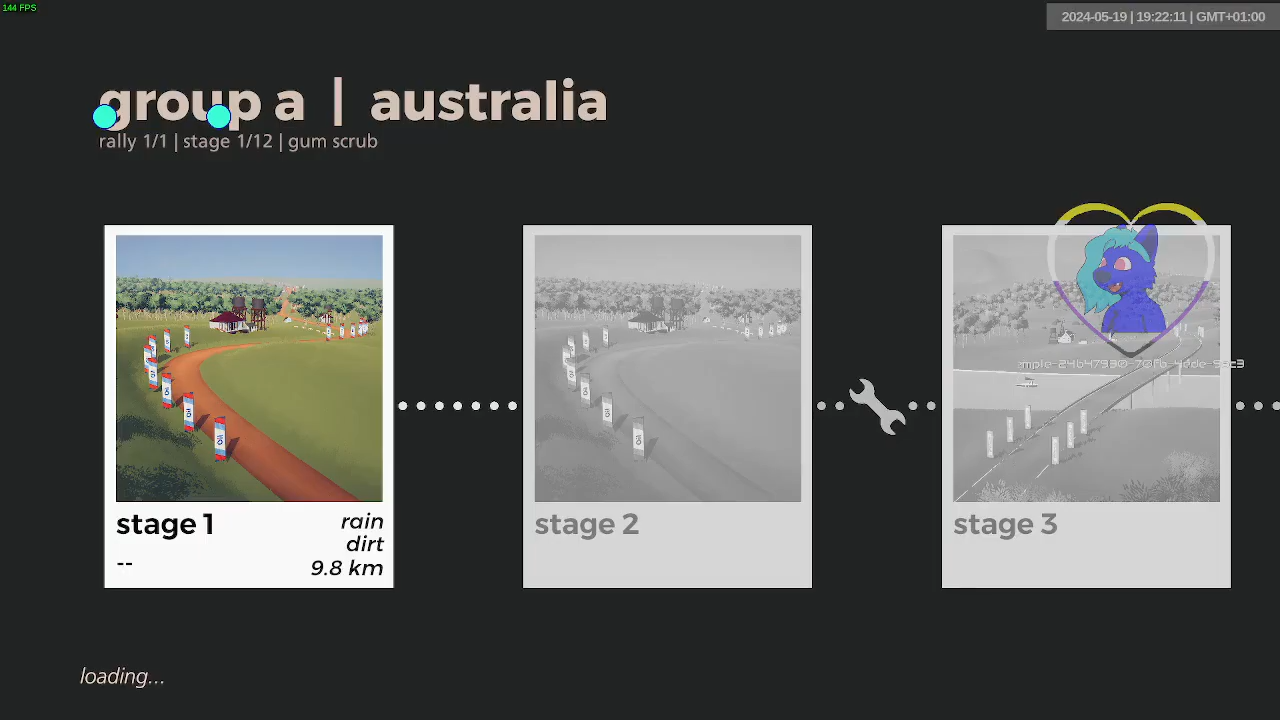 144 FPS
2024-05-19 | 19:22:11 | GMT+01:00
group a | australia
rally 1/1 | stage 1/12 | gum scrub
stage 1
rain
dirt
9.8 km
--
stage 2
stage 3
loading...